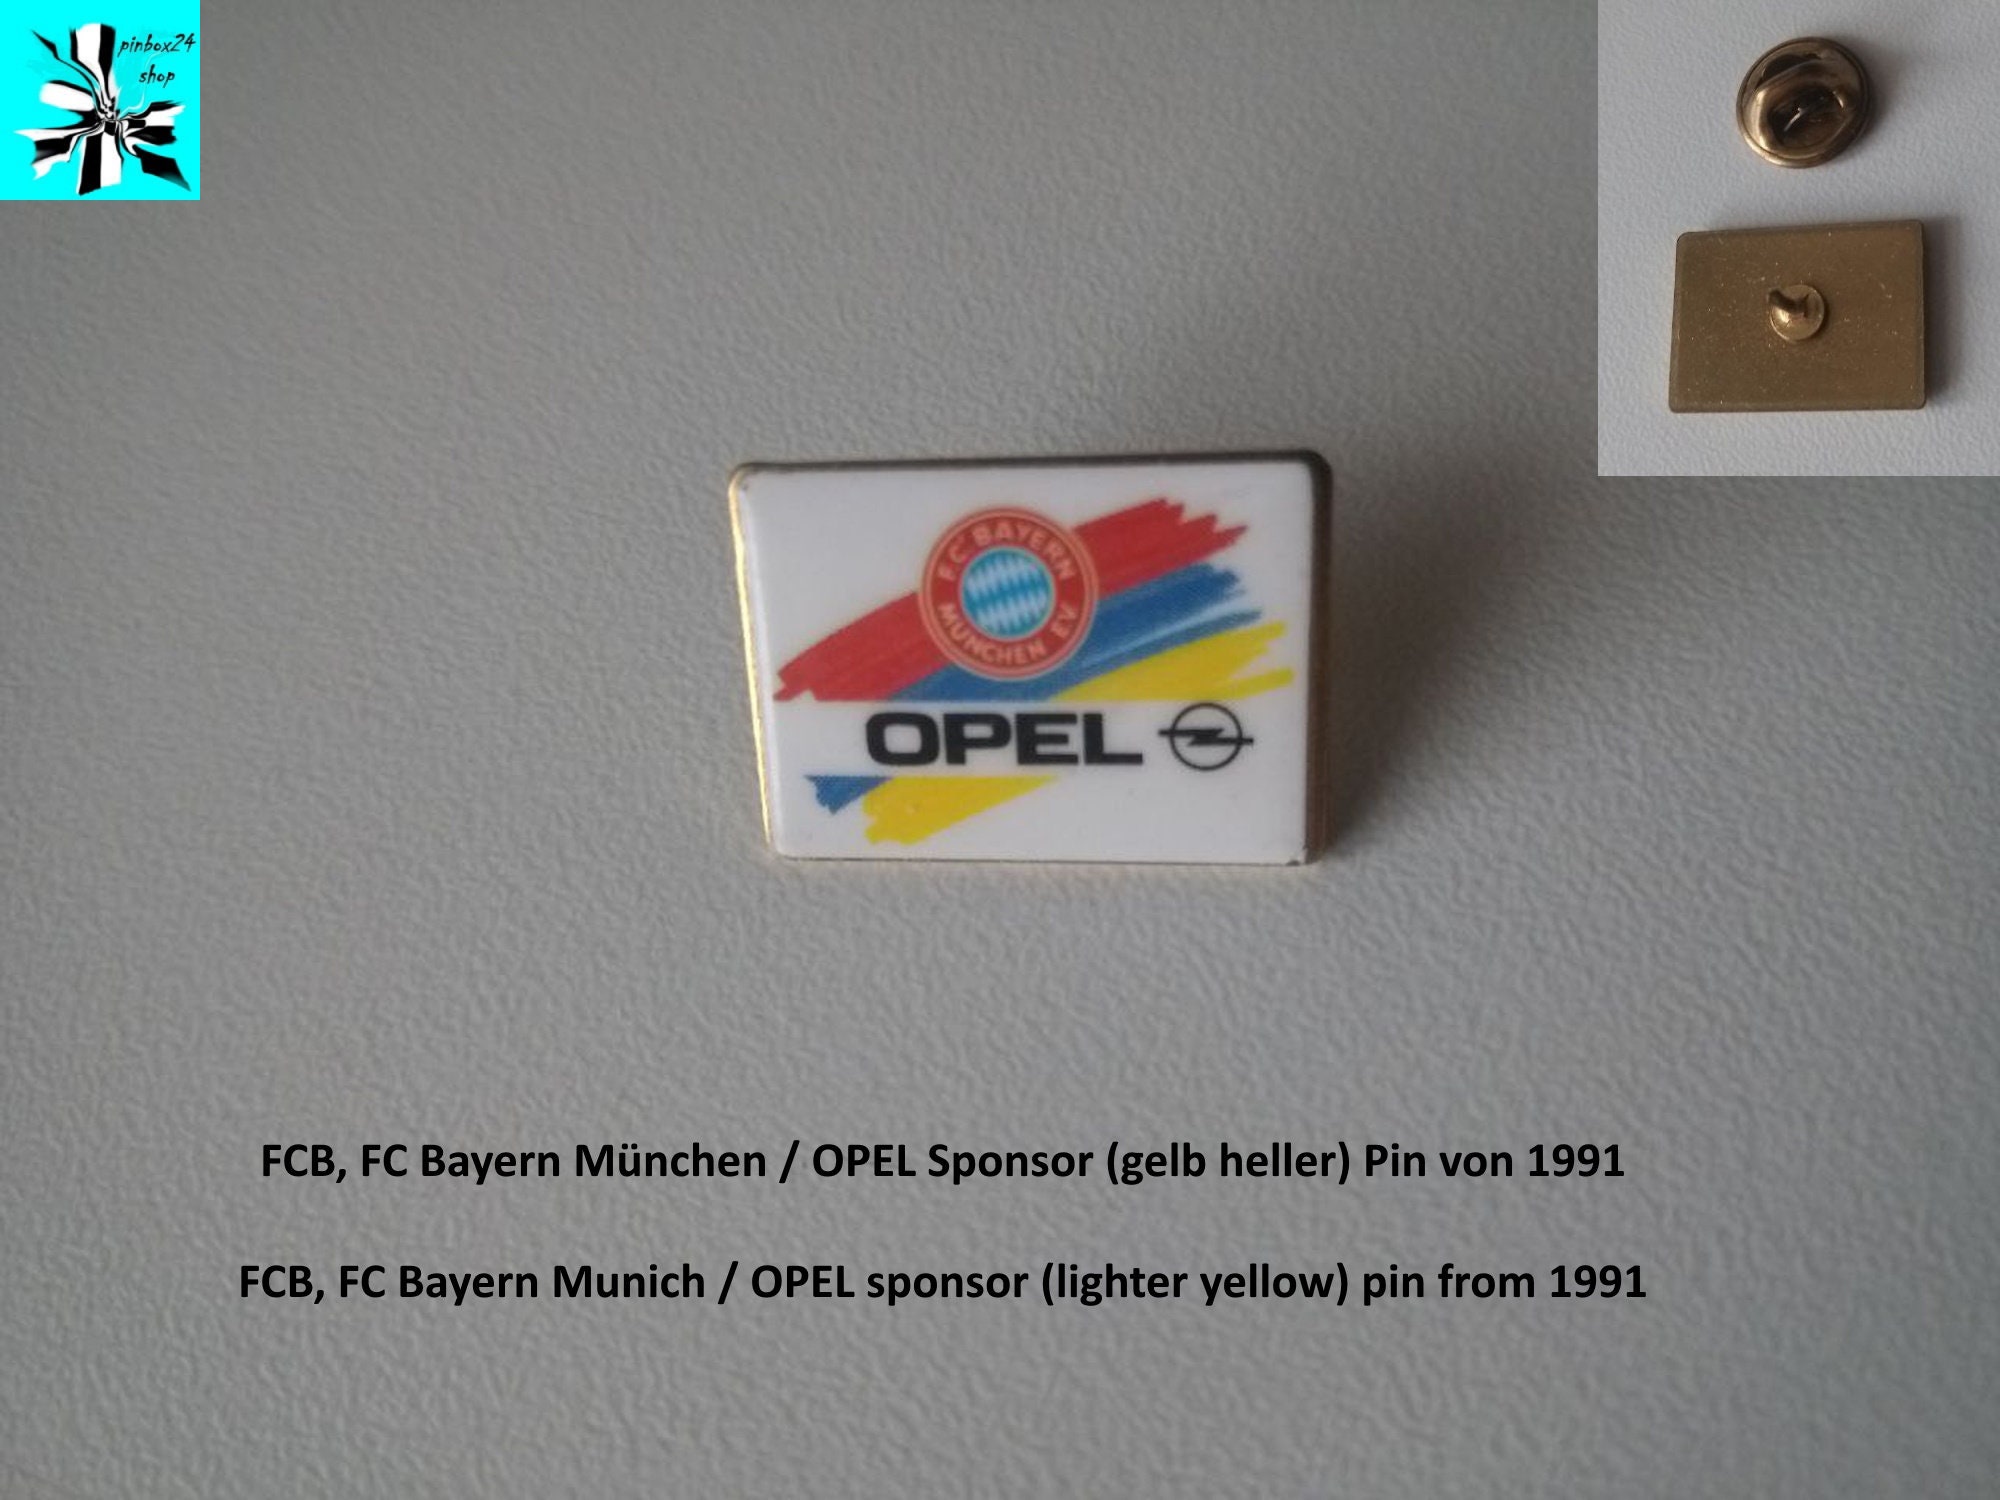 pinbox24
shop
F.C. BAYERN
MÜNCHEN E.V.
OPEL
FCB, FC Bayern München / OPEL Sponsor (gelb heller) Pin von 1991
FCB, FC Bayern Munich / OPEL sponsor (lighter yellow) pin from 1991